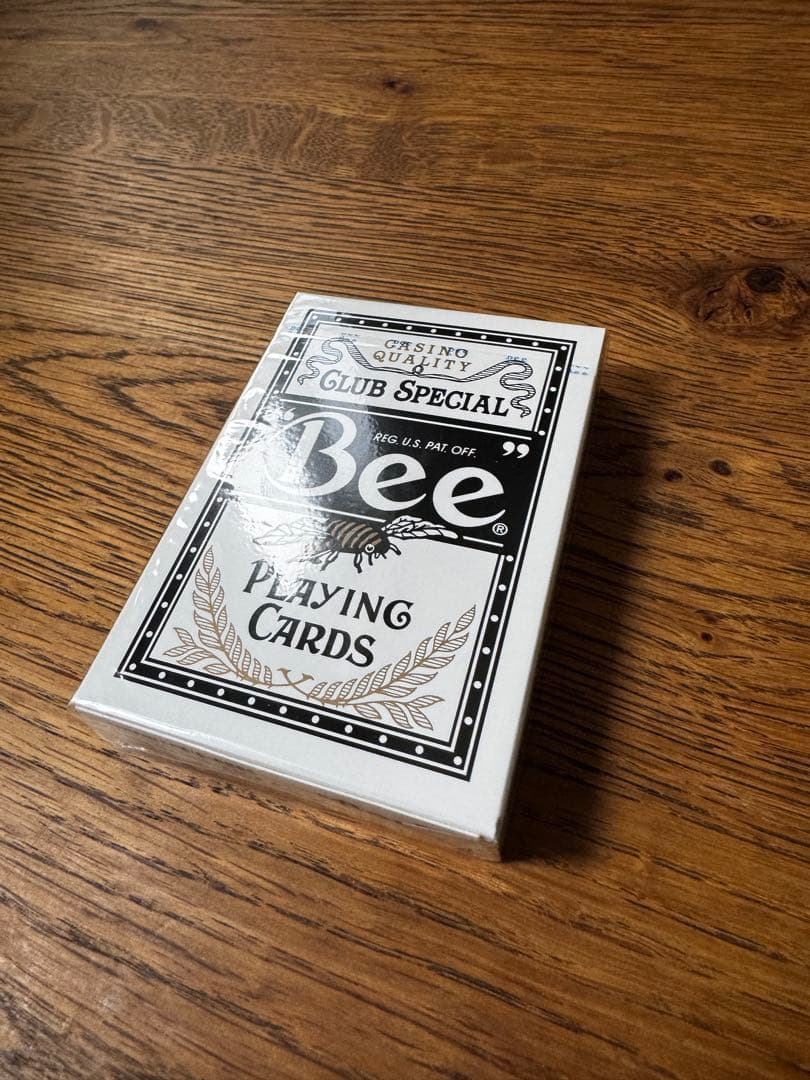 CASINO
QUALITY
CLUB SPECIAL
"Bee"
REG. U.S. PAT. OFF.
®
PLAYING
CARDS